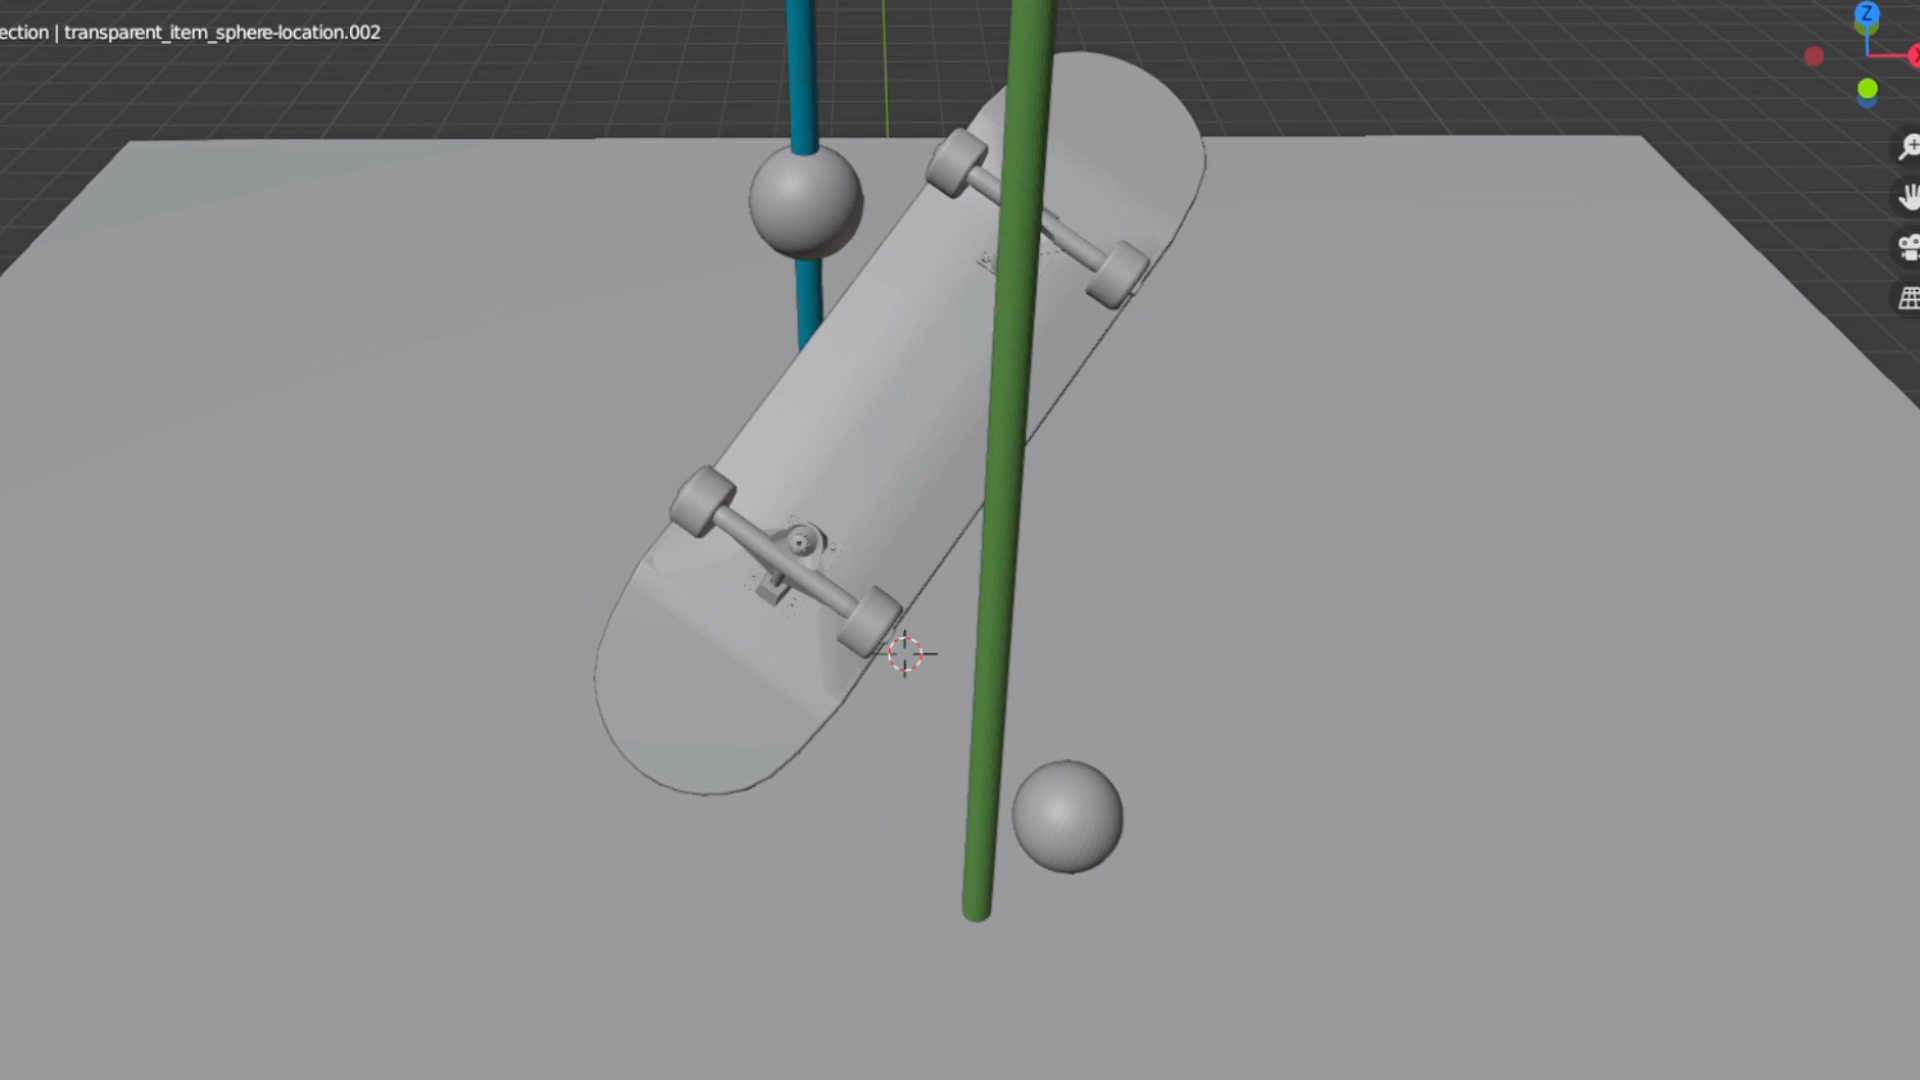 ection | transparent_item_sphere-location.002
Z
X